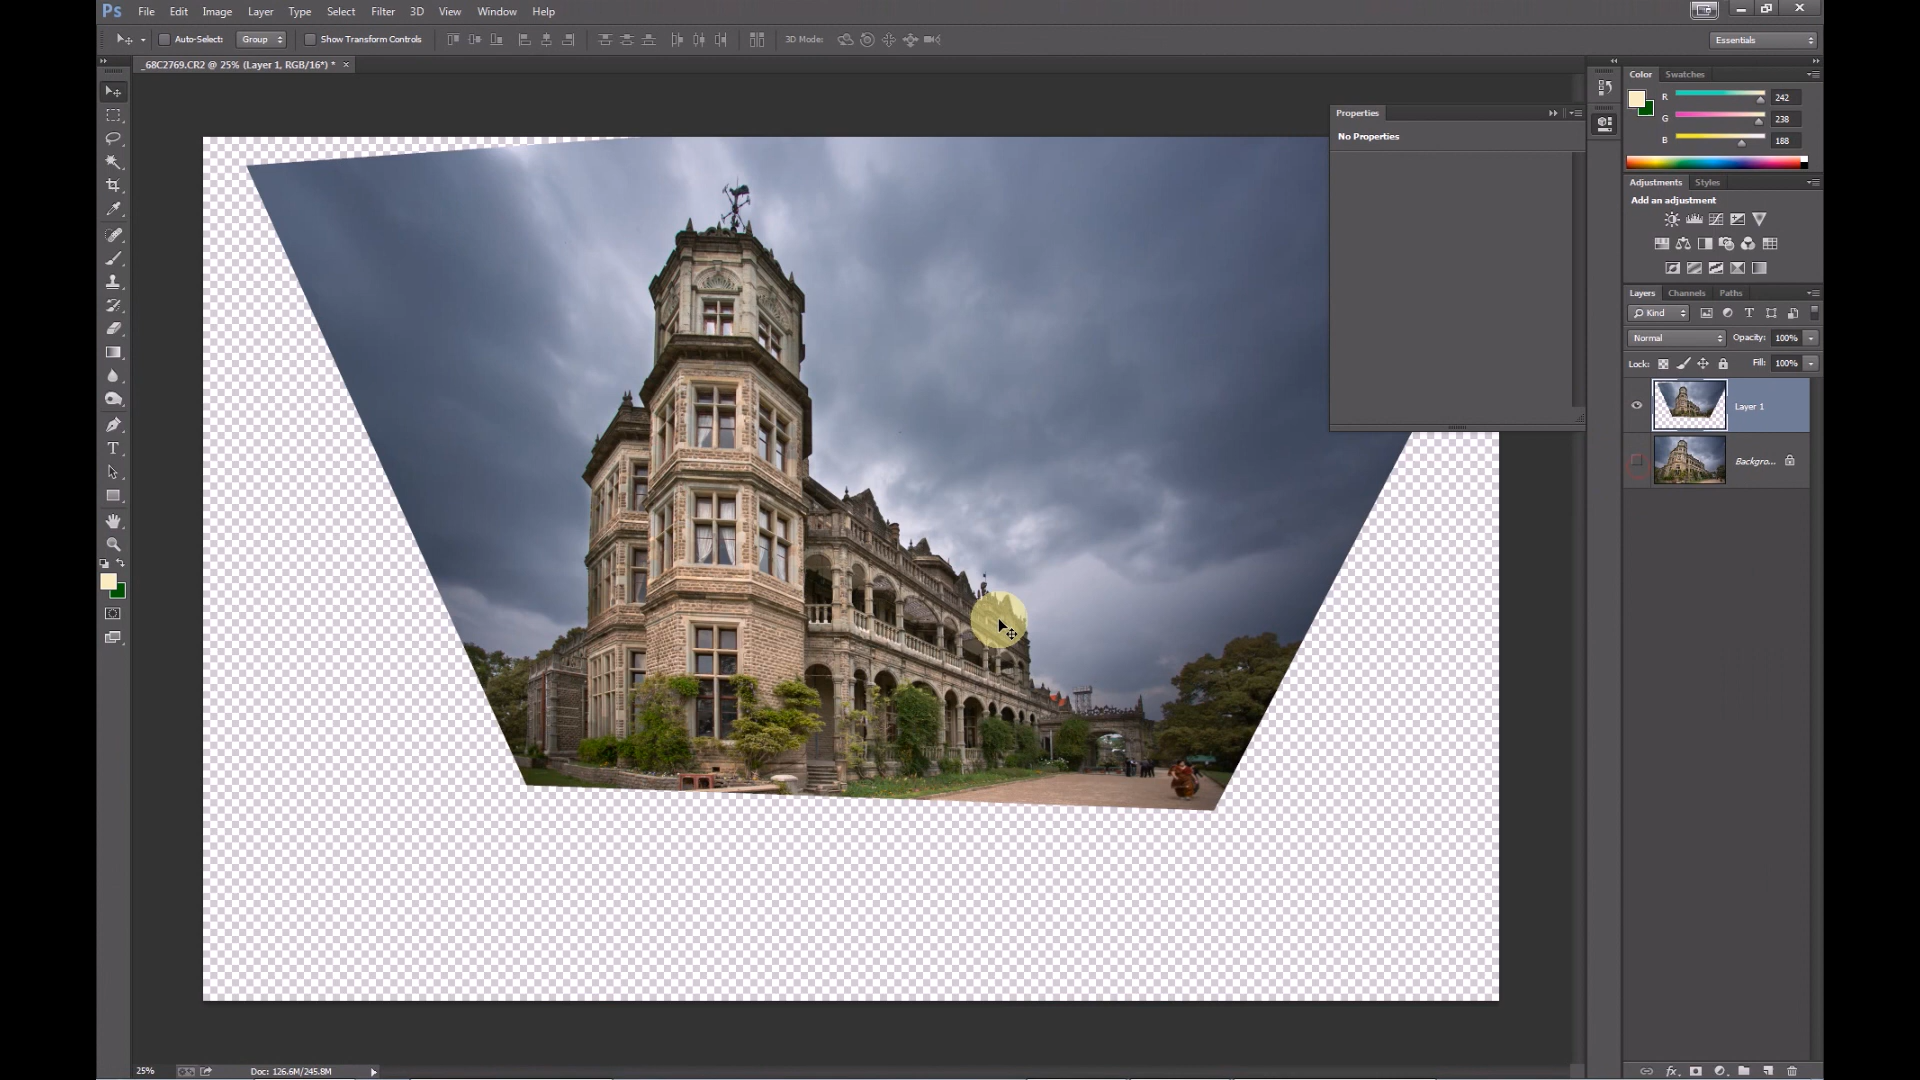 Ps File Edit Image Layer Type Select Filter 3D View Window Help
Auto-Select: Group Show Transform Controls 3D Mode: Essentials
_68C2769.CR2 @ 25% (Layer 1, RGB/16*) * ×
Color Swatches
R 242
G 238
B 188
Properties
No Properties
Adjustments Styles
Add an adjustment
Layers Channels Paths
Kind
Normal Opacity: 100%
Lock: Fill: 100%
Layer 1
Backgro...
25% Doc: 126.6M/245.8M